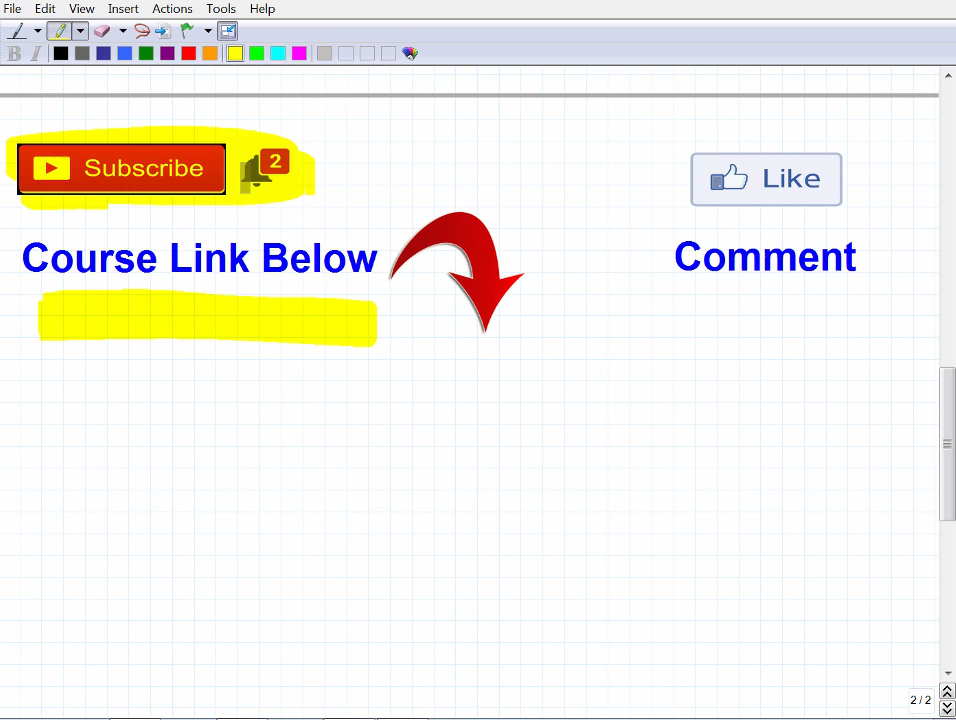 File Edit View Insert Actions Tools Help
B I
Subscribe 2
Like
Course Link Below
Comment
2 / 2